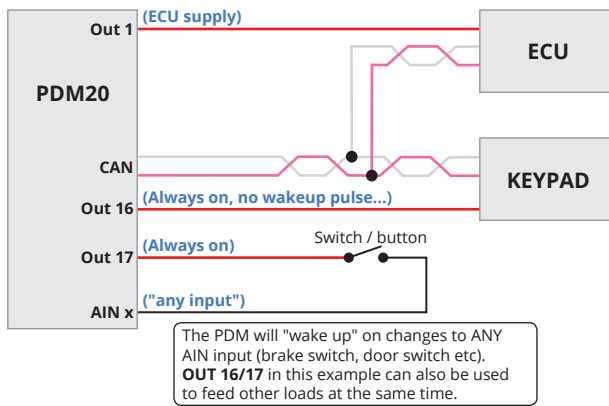 (ECU supply)
Out 1
ECU
PDM20
CAN
KEYPAD
(Always on, no wakeup pulse...)
Out 16
(Always on)
Switch / button
Out 17
("any input")
AIN x
The PDM will "wake up" on changes to ANY
AIN input (brake switch, door switch etc).
OUT 16/17 in this example can also be used
to feed other loads at the same time.